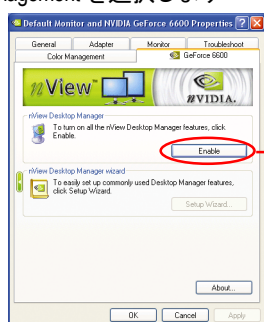 agement を選択しま
Default Monitor and NVIDIA GeForce 6600 Properties
General Adapter Monitor Troubleshoot
Color Management GeForce 6600
nView™
NVIDIA.
nView Desktop Manager
To turn on all the nView Desktop Manager features, click
Enable.
Enable
nView Desktop Manager wizard
To easily set up commonly used Desktop Manager features,
click Setup Wizard.
Setup Wizard...
About...
OK Cancel Apply